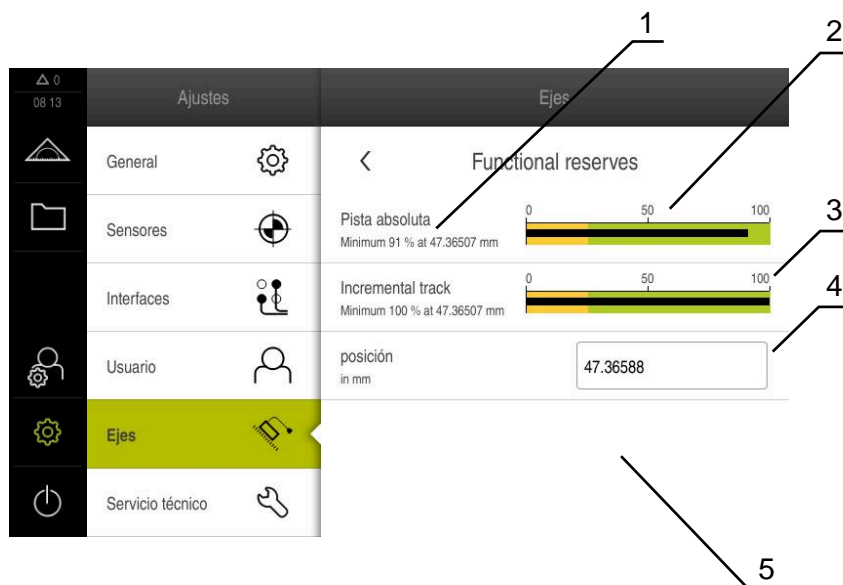 1
2
0
08 13
Ajustes
Ejes
General
Functional reserves
Pista absoluta
Minimum 91 % at 47.36507 mm
0 50 100
3
Sensores
Incremental track
Minimum 100 % at 47.36507 mm
0 50 100
4
Interfaces
Usuario
posición
in mm
47.36588
Ejes
Servicio técnico
5